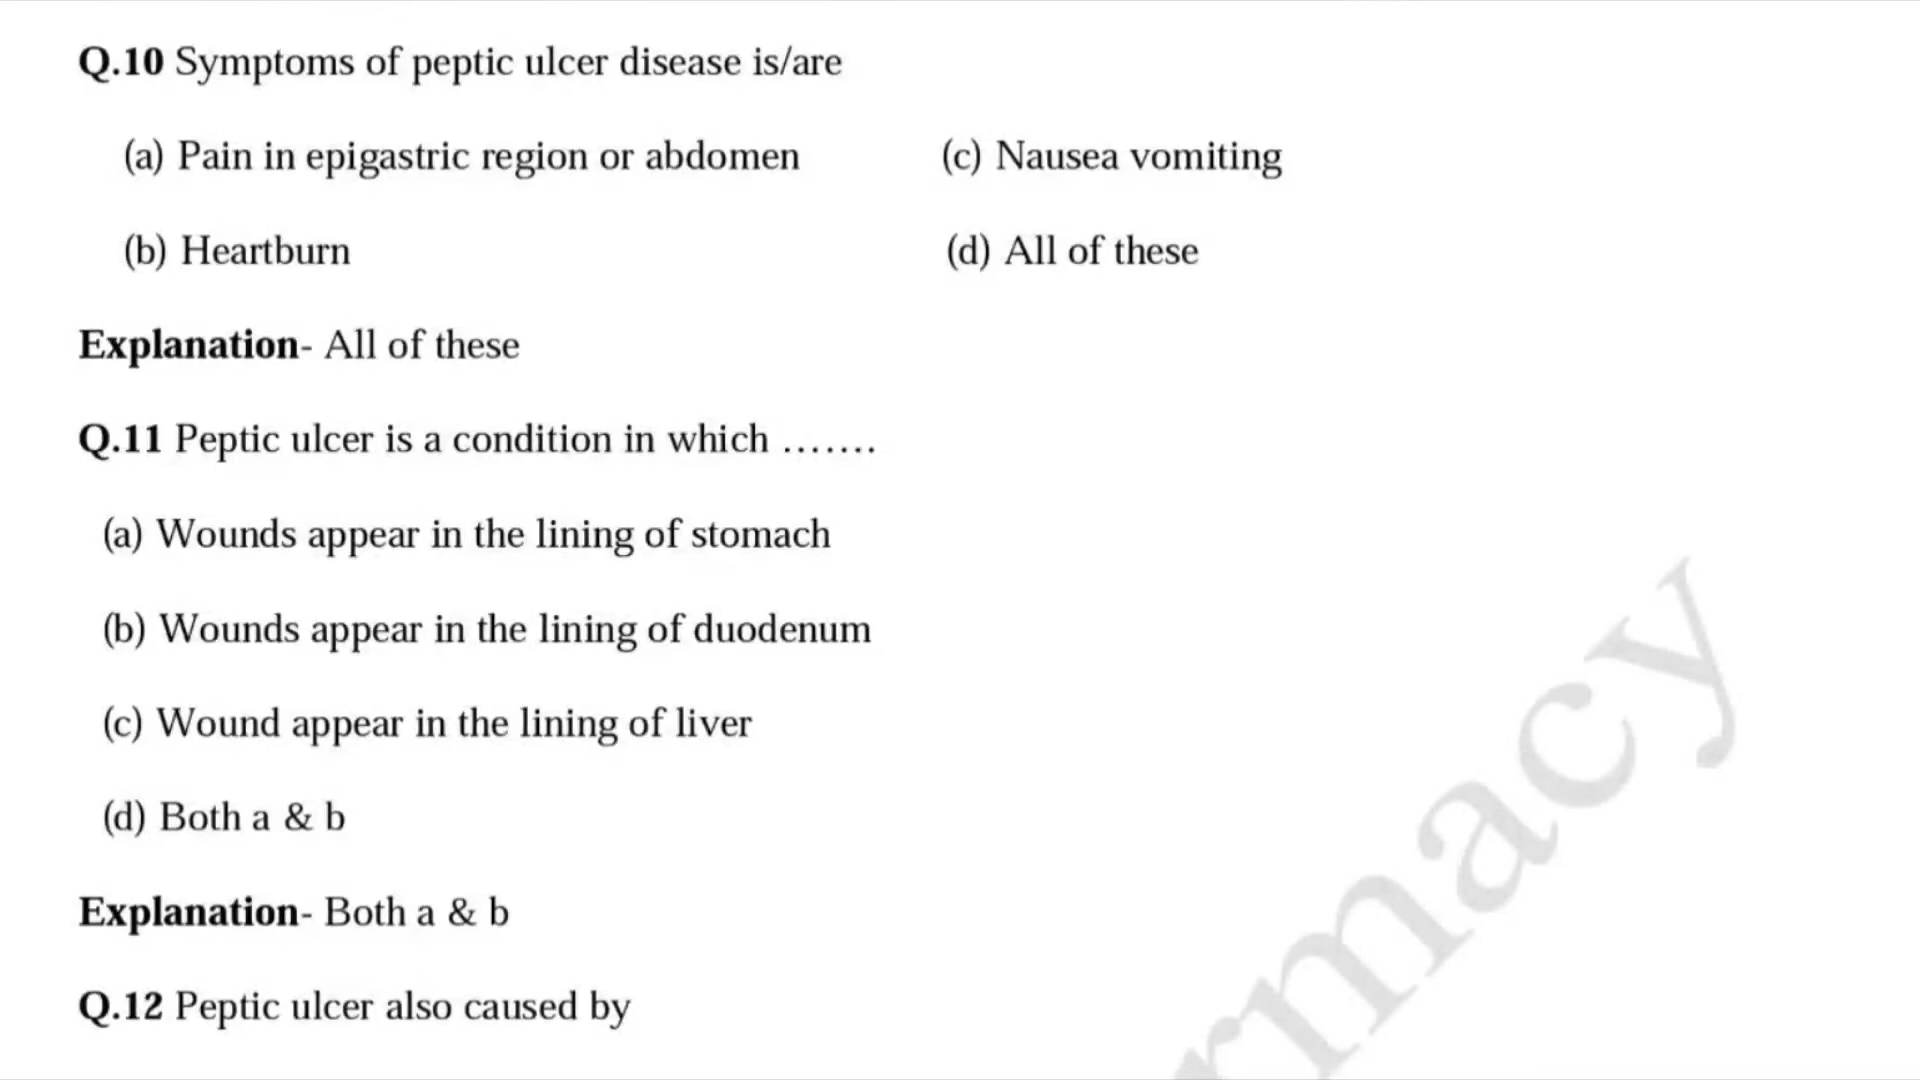 Q.10 Symptoms of peptic ulcer disease is/are
(a) Pain in epigastric region or abdomen (c) Nausea vomiting
(b) Heartburn (d) All of these
Explanation- All of these
Q.11 Peptic ulcer is a condition in which .......
(a) Wounds appear in the lining of stomach
(b) Wounds appear in the lining of duodenum
(c) Wound appear in the lining of liver
(d) Both a & b
Explanation- Both a & b
Q.12 Peptic ulcer also caused by
rmacy